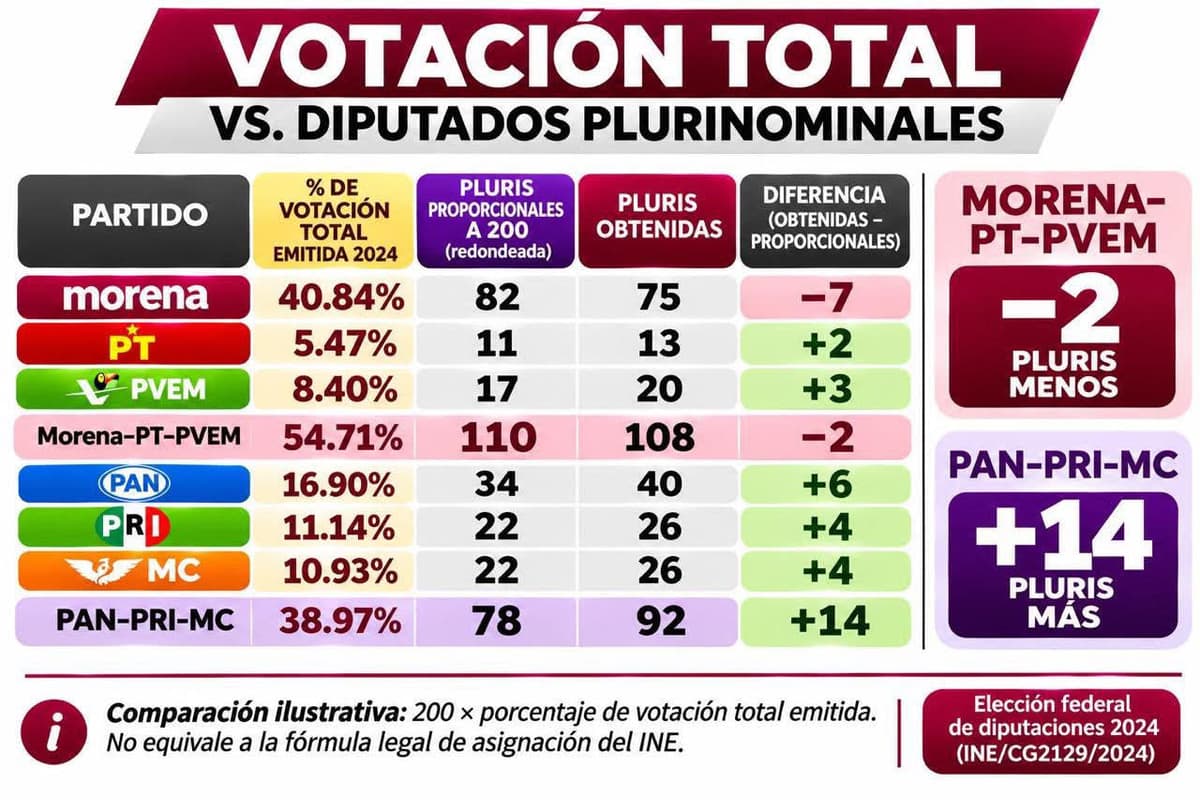 VOTACIÓN TOTAL
VS. DIPUTADOS PLURINOMINALES
PARTIDO
% DE
VOTACIÓN
TOTAL
EMITIDA 2024
PLURIS
PROPORCIONALES
A 200
(redondeada)
PLURIS
OBTENIDAS
DIFERENCIA
(OBTENIDAS –
PROPORCIONALES)
morena 40.84% 82 75 −7
PT 5.47% 11 13 +2
PVEM 8.40% 17 20 +3
Morena-PT-PVEM 54.71% 110 108 −2
PAN 16.90% 34 40 +6
PRI 11.14% 22 26 +4
MC 10.93% 22 26 +4
PAN-PRI-MC 38.97% 78 92 +14
MORENA-
PT-PVEM
−2
PLURIS
MENOS
PAN-PRI-MC
+14
PLURIS
MÁS
i
Comparación ilustrativa: 200 × porcentaje de votación total emitida.
No equivale a la fórmula legal de asignación del INE.
Elección federal
de diputaciones 2024
(INE/CG2129/2024)